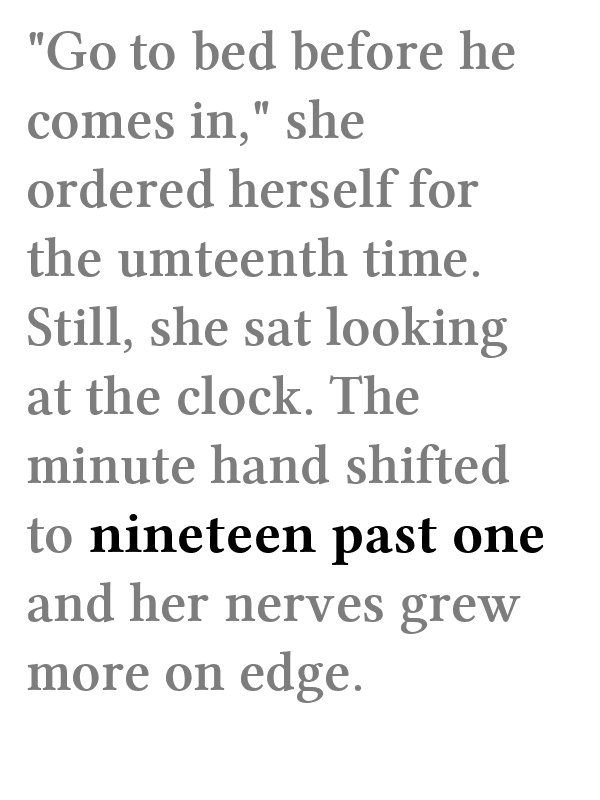 "Go to bed before he
comes in," she
ordered herself for
the umteenth time.
Still, she sat looking
at the clock. The
minute hand shifted
to nineteen past one
and her nerves grew
more on edge.